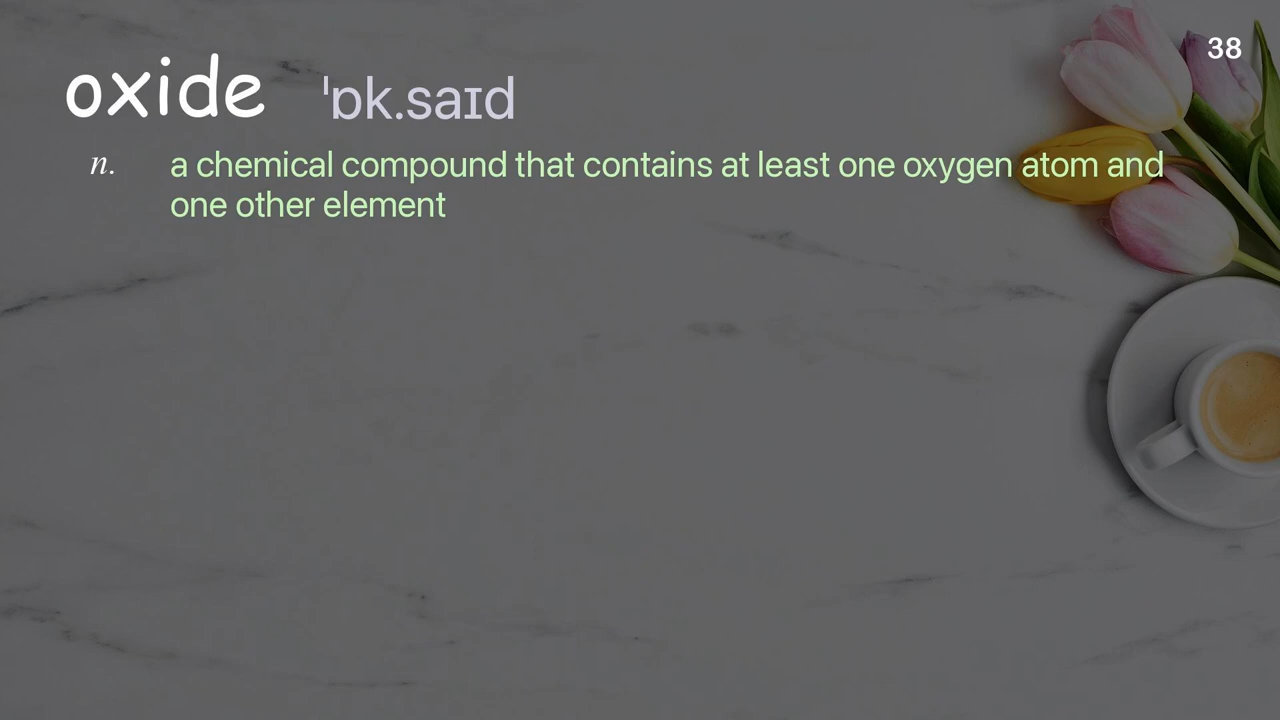 38
oxide ˈɒk.saɪd
n. a chemical compound that contains at least one oxygen atom and
one other element